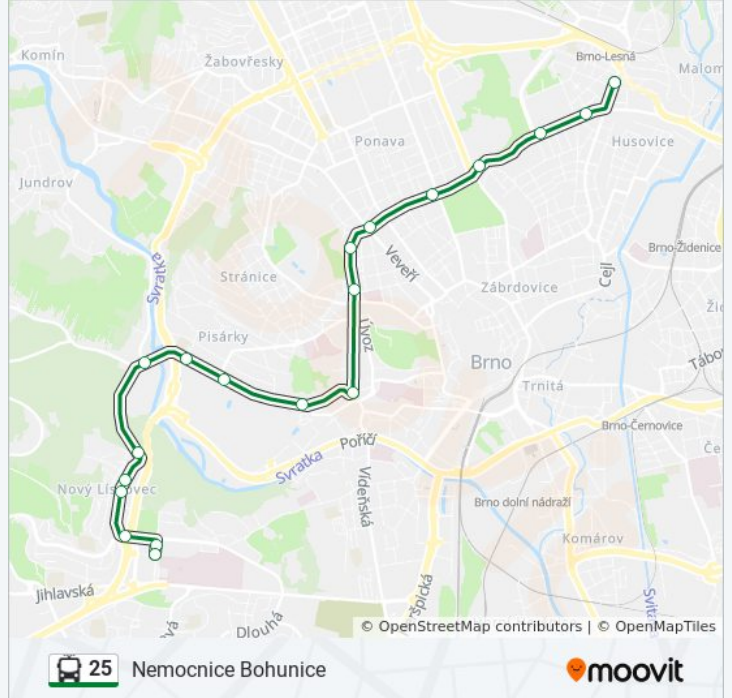 Komín
Žabovřesky
Brno-Lesná
Malom
Ponava
Husovice
Jundrov
Veveří
Brno-Židenice
Svratka
Stránice
Cejl
Zábrdovice
Pisárky
Úvoz
Brno
Trnitá
Tábo
Poříčí
Brno-Černovice
Svratka
Nový Lískovec
Vídeňská
Brno dolní nádraží
Komárov
Jihlavská
Dlouhá
© OpenStreetMap contributors | © OpenMapTiles
25 Nemocnice Bohunice
moovit